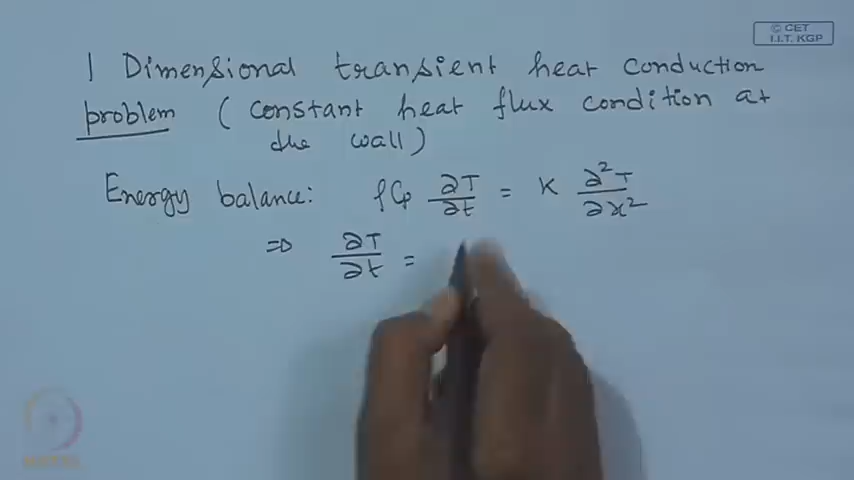 © CET
I.I.T. KGP
1 Dimensional transient heat conduction
problem (constant heat flux condition at
the wall)
Energy balance: ρCp ∂T/∂t = K ∂²T/∂x²
⇒ ∂T/∂t =